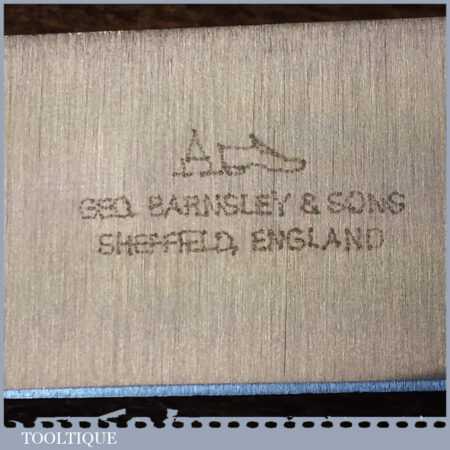 GEO. BARNSLEY & SONS
SHEFFIELD, ENGLAND
TOOLTIQUE